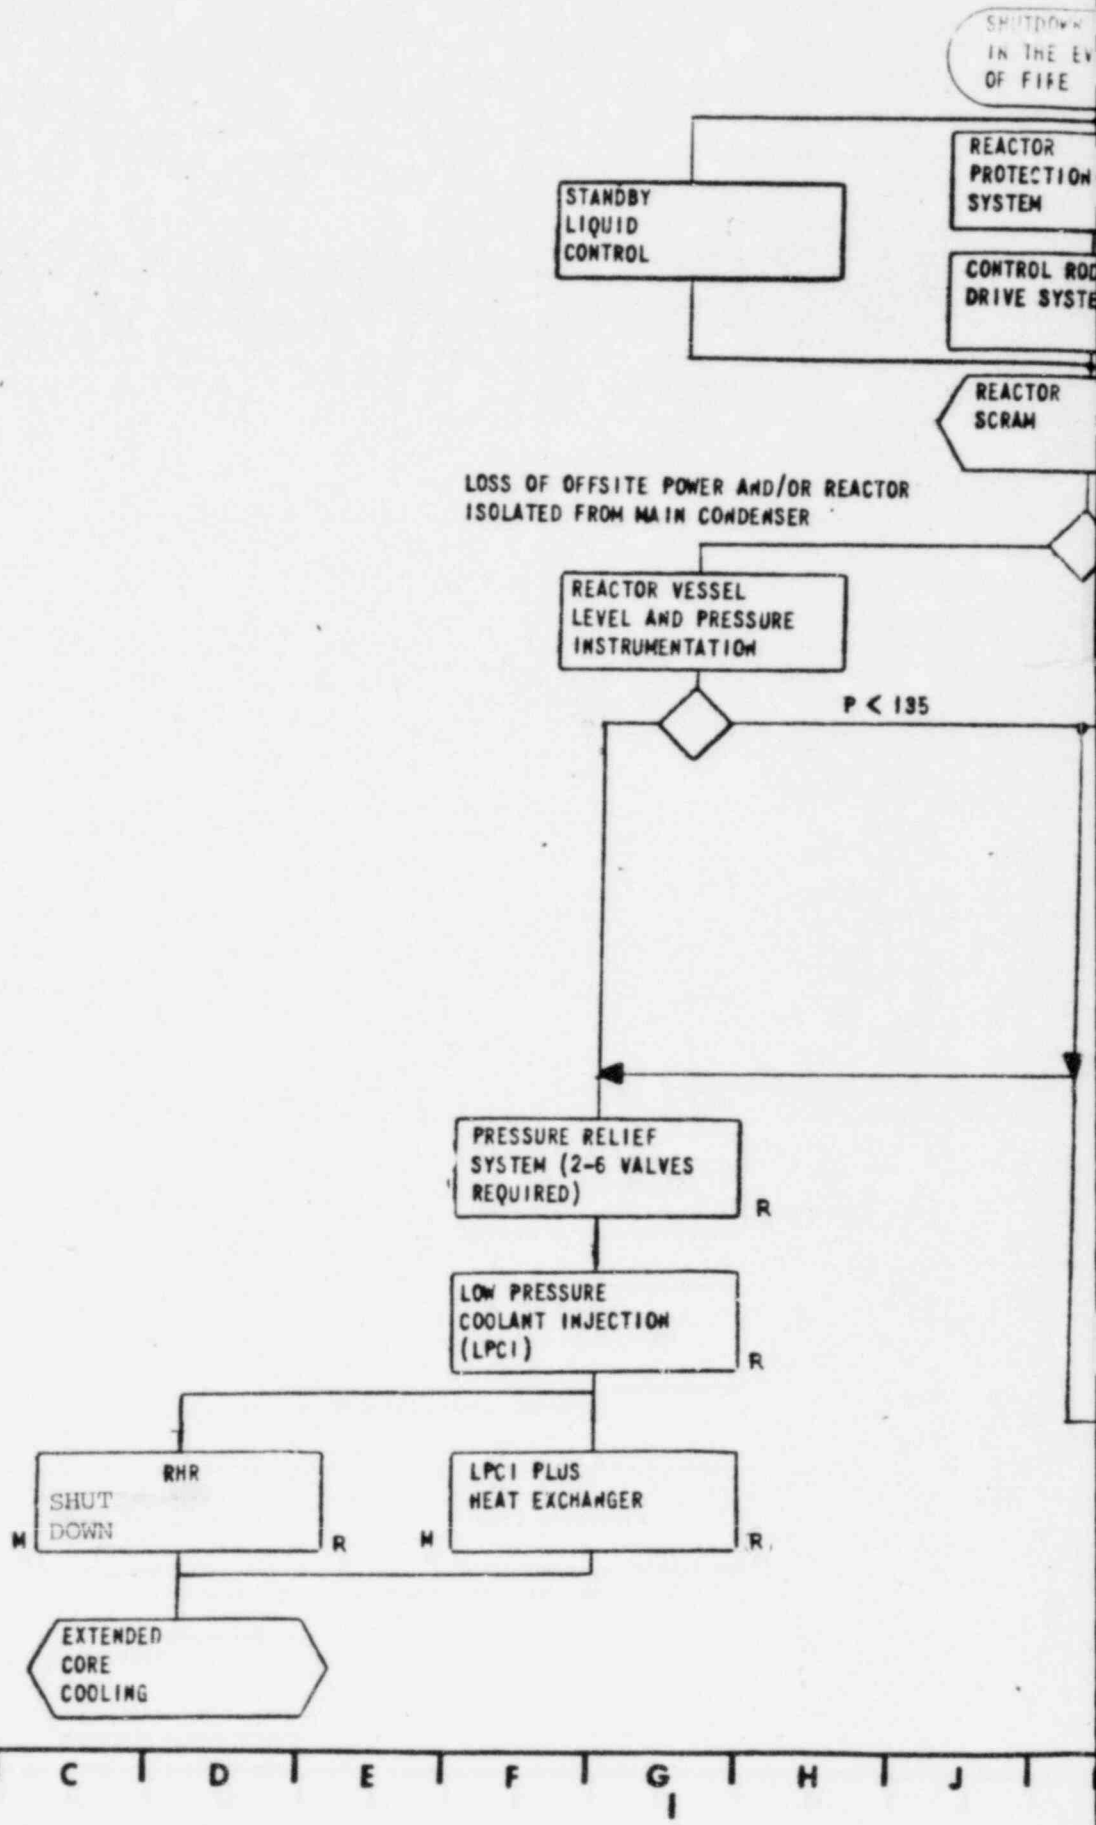 SHUTDOWN
IN THE EV
OF FIRE
REACTOR
PROTECTION
SYSTEM
STANDBY
LIQUID
CONTROL
CONTROL ROD
DRIVE SYSTE
REACTOR
SCRAM
LOSS OF OFFSITE POWER AND/OR REACTOR
ISOLATED FROM MAIN CONDENSER
REACTOR VESSEL
LEVEL AND PRESSURE
INSTRUMENTATION
P < 135
PRESSURE RELIEF
SYSTEM (2-6 VALVES
REQUIRED)
R
LOW PRESSURE
COOLANT INJECTION
(LPCI)
R
RHR
SHUT
DOWN
M
R
LPCI PLUS
HEAT EXCHANGER
M
R
EXTENDED
CORE
COOLING
C D E F G H J